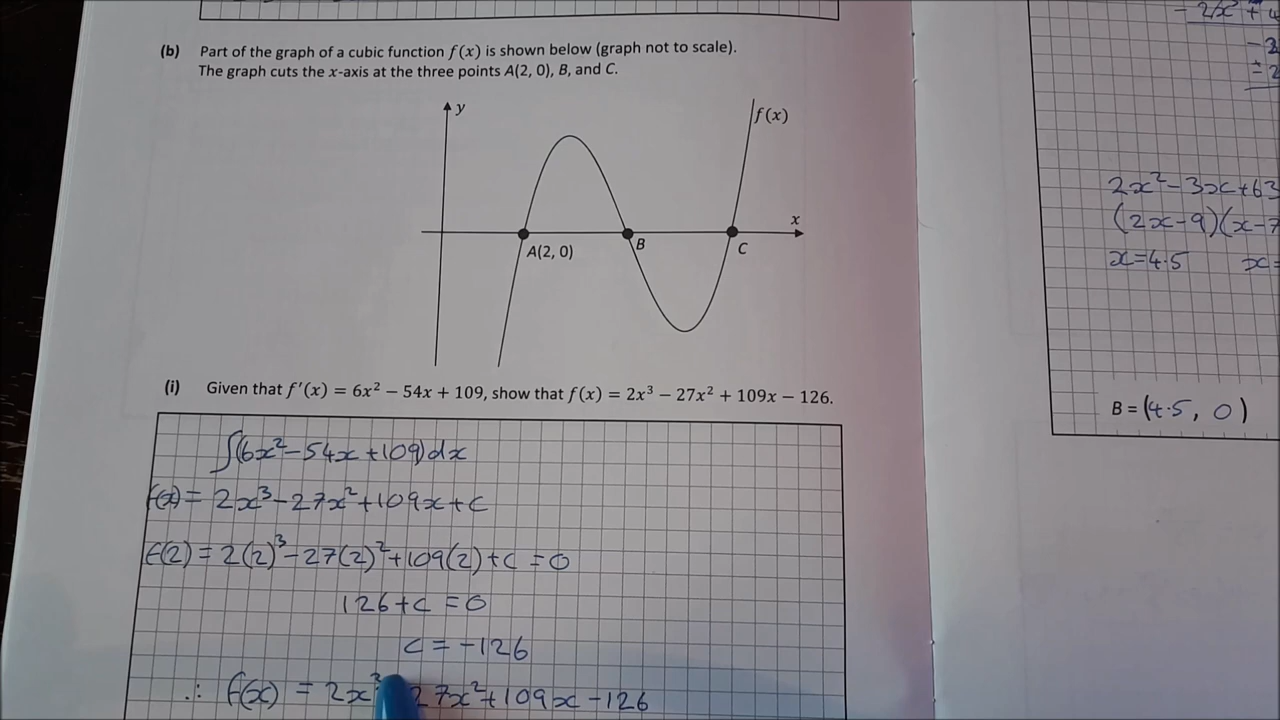 (b) Part of the graph of a cubic function f(x) is shown below (graph not to scale).
The graph cuts the x-axis at the three points A(2, 0), B, and C.
y
f(x)
x
A(2, 0)
B
C
(i) Given that f′(x) = 6x² − 54x + 109, show that f(x) = 2x³ − 27x² + 109x − 126.
∫(6x²−54x+109)dx
f(x) = 2x³−27x²+109x+c
f(2) = 2(2)³−27(2)²+109(2)+c = 0
126+c = 0
c = −126
∴ f(x) = 2x³ 27x²+109x −126
2x²−3x+63
(2x−9)(x−7
x=4·5 x=
B = (4·5, 0)